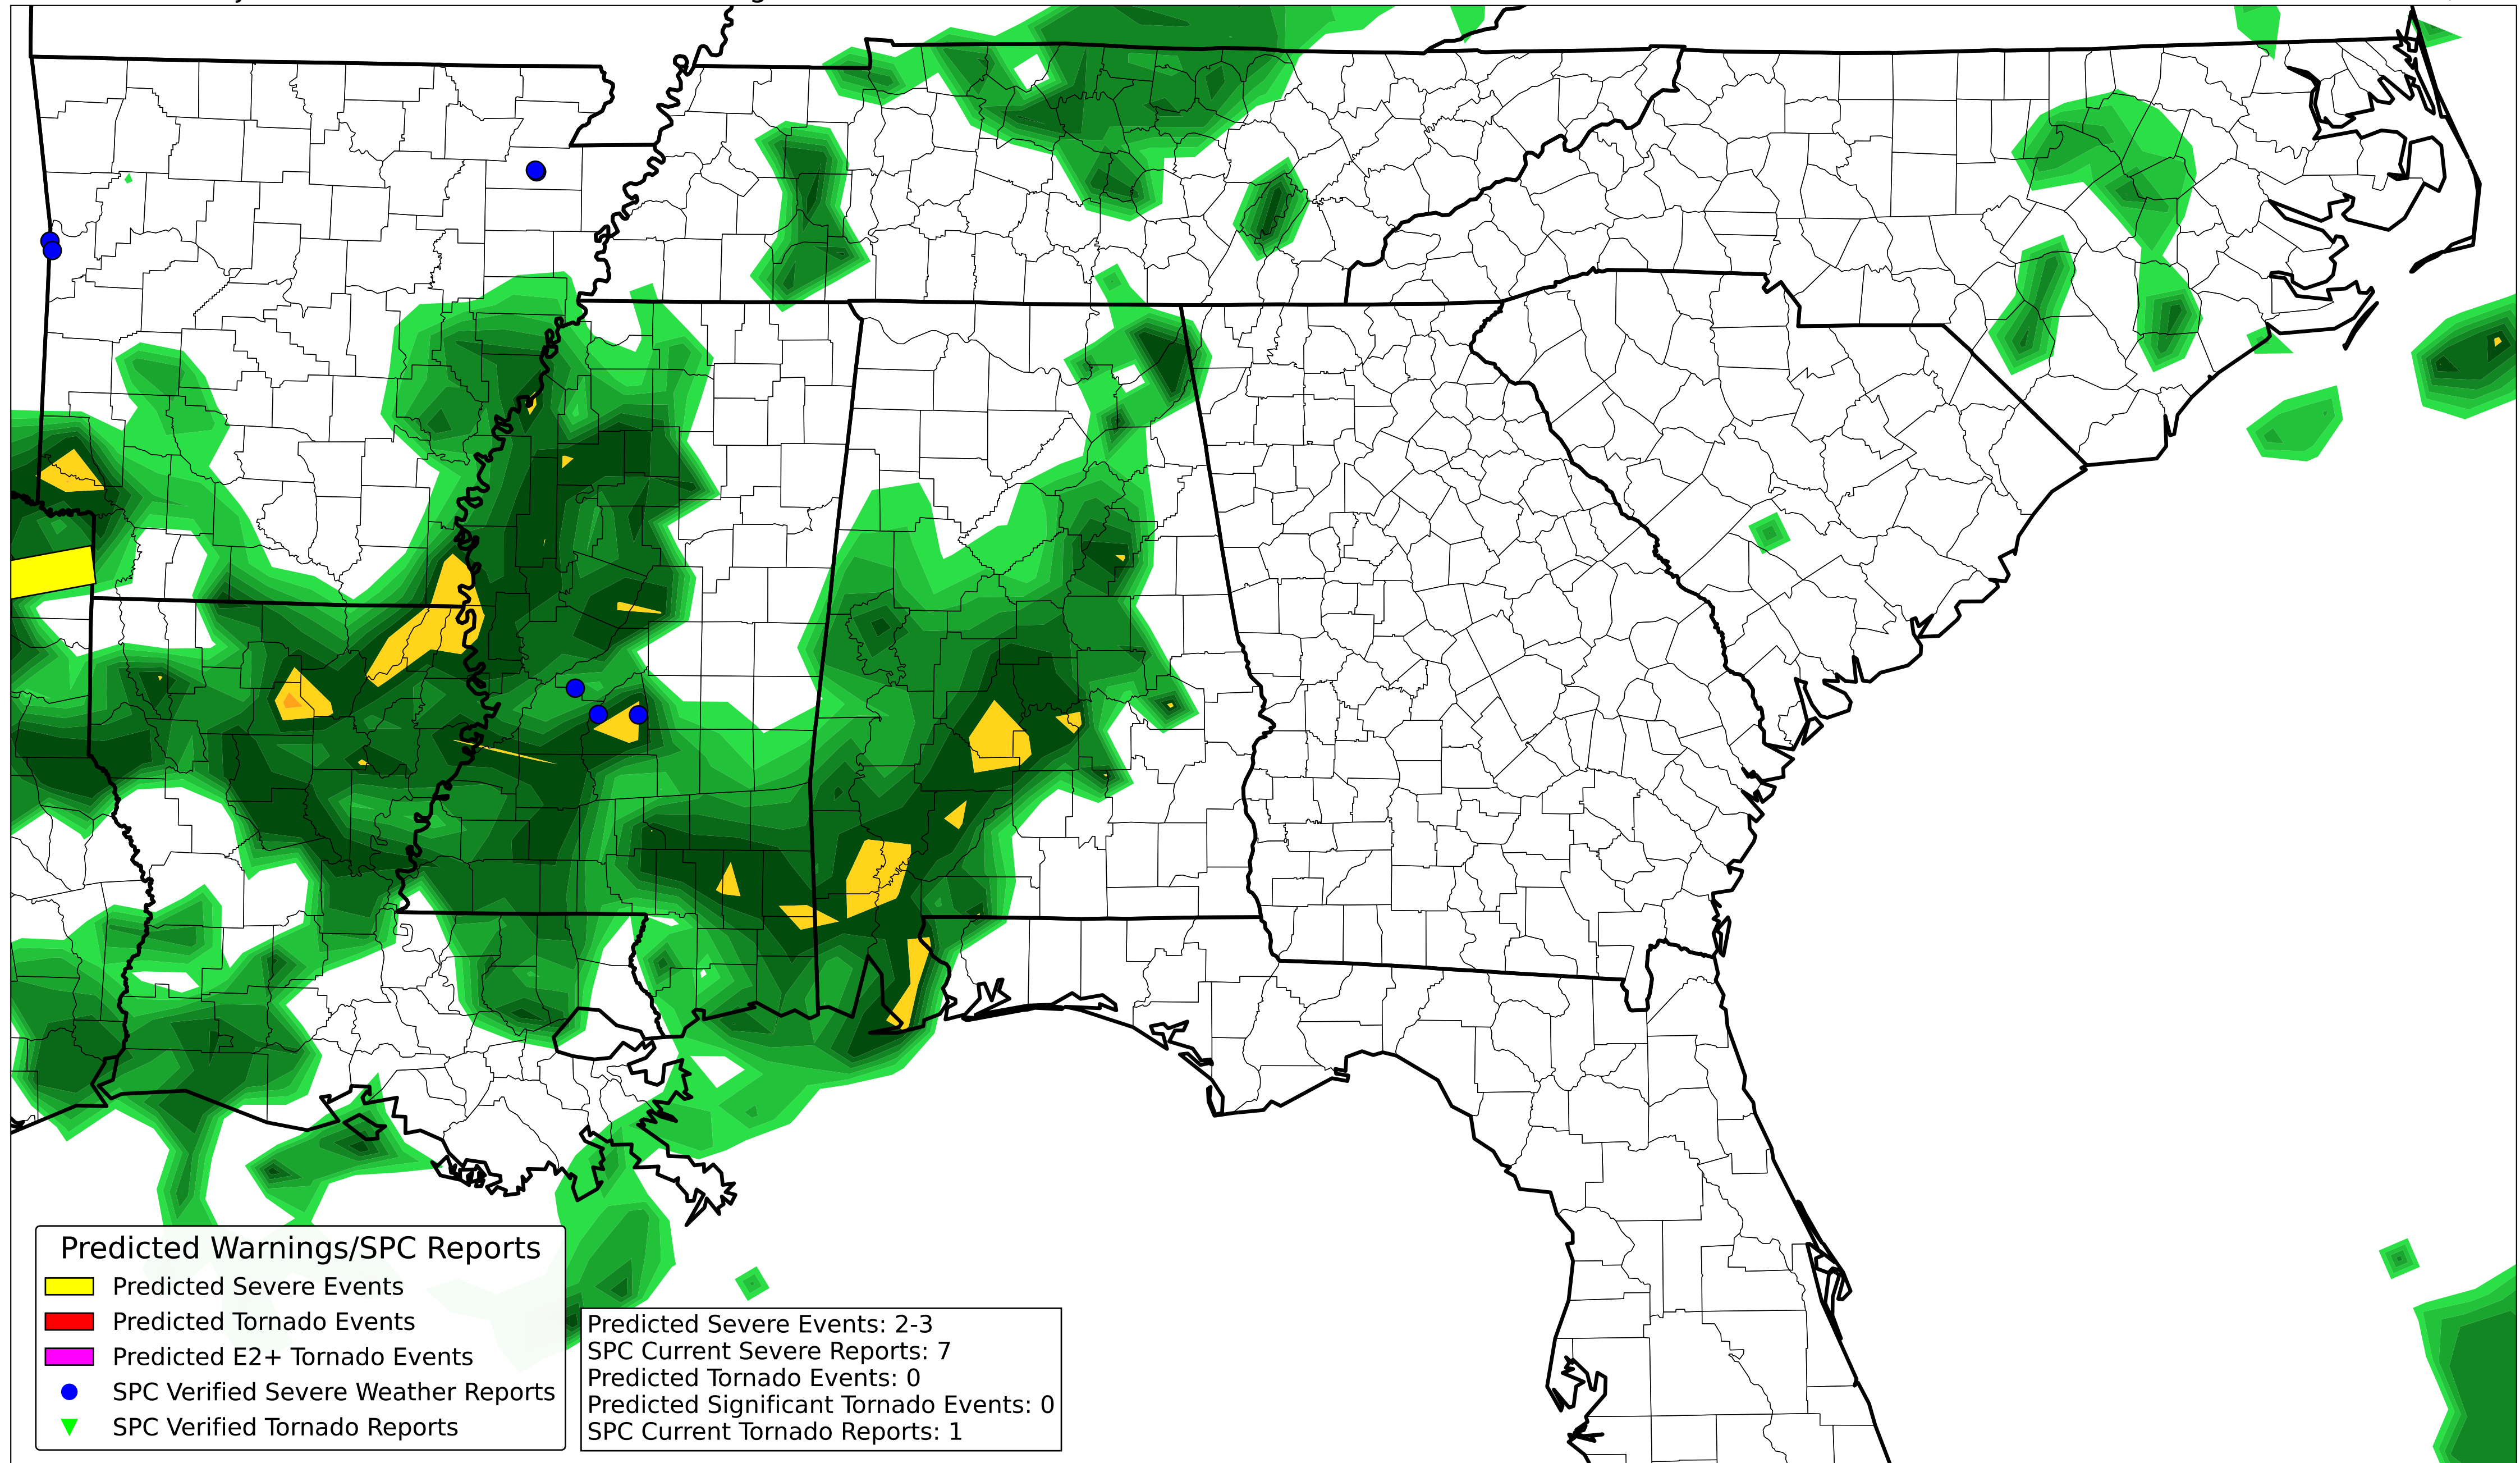 Predicted Warnings/SPC Reports
Predicted Severe Events
Predicted Tornado Events
Predicted E2+ Tornado Events
SPC Verified Severe Weather Reports
SPC Verified Tornado Reports
Predicted Severe Events: 2-3
SPC Current Severe Reports: 7
Predicted Tornado Events: 0
Predicted Significant Tornado Events: 0
SPC Current Tornado Reports: 1